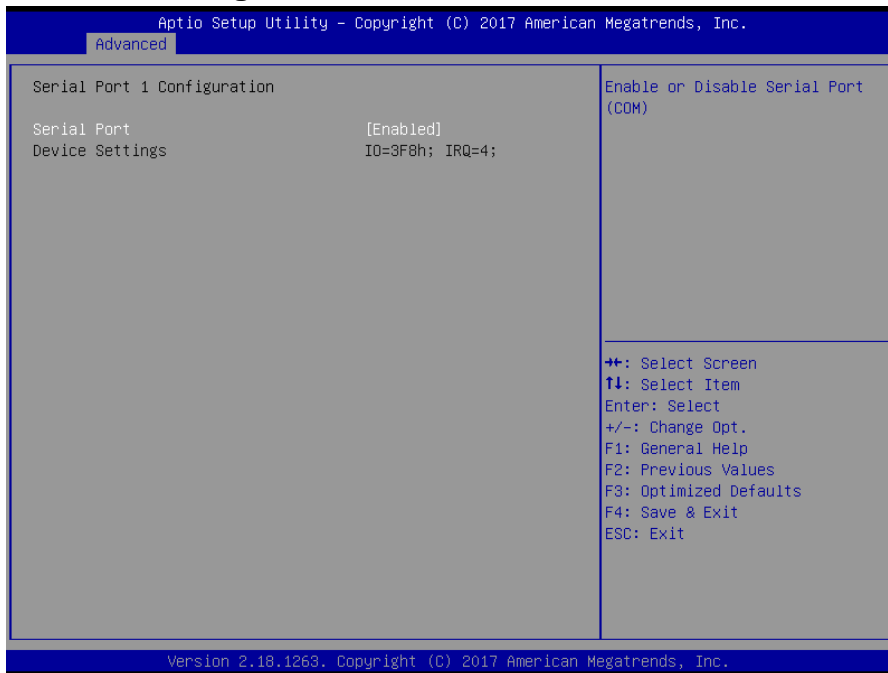 Aptio Setup Utility – Copyright (C) 2017 American Megatrends, Inc.
Advanced
Serial Port 1 Configuration
Serial Port [Enabled]
Device Settings IO=3F8h; IRQ=4;
Enable or Disable Serial Port
(COM)
→←: Select Screen
↑↓: Select Item
Enter: Select
+/-: Change Opt.
F1: General Help
F2: Previous Values
F3: Optimized Defaults
F4: Save & Exit
ESC: Exit
Version 2.18.1263. Copyright (C) 2017 American Megatrends, Inc.